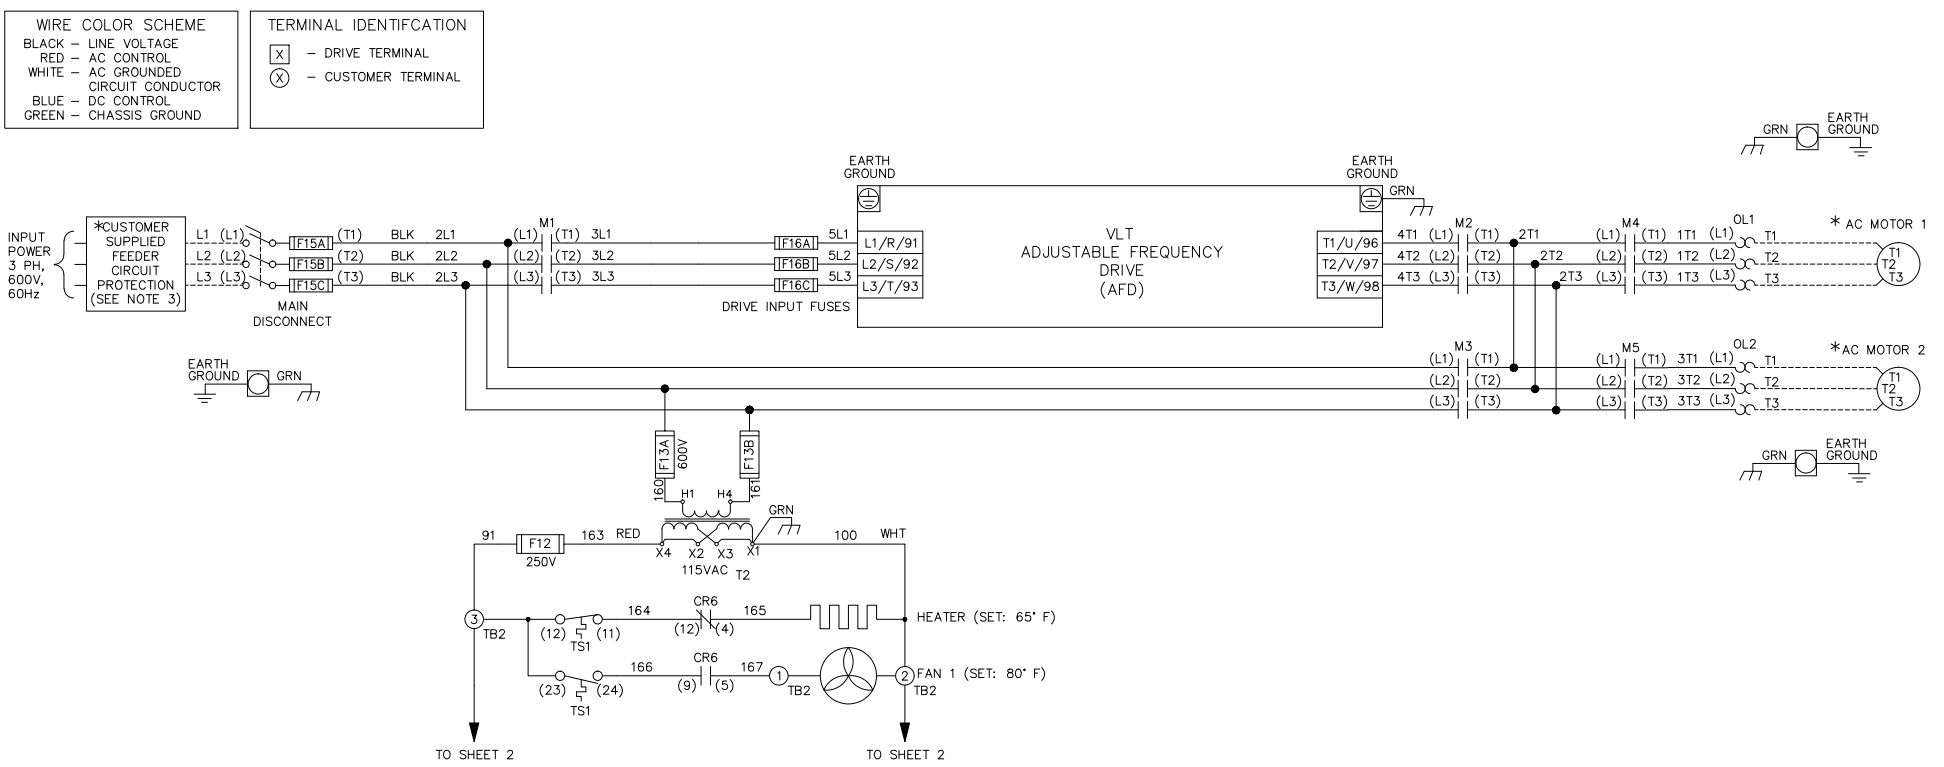 WIRE COLOR SCHEME
BLACK – LINE VOLTAGE
RED – AC CONTROL
WHITE – AC GROUNDED
CIRCUIT CONDUCTOR
BLUE – DC CONTROL
GREEN – CHASSIS GROUND
TERMINAL IDENTIFCATION
X – DRIVE TERMINAL
X – CUSTOMER TERMINAL
GRN
EARTH
GROUND
EARTH
GROUND
EARTH
GROUND
GRN
INPUT
POWER
3 PH,
600V,
60Hz
*CUSTOMER
SUPPLIED
FEEDER
CIRCUIT
PROTECTION
(SEE NOTE 3)
L1 (L1) F15A (T1) BLK 2L1 (L1) M1 (T1) 3L1 F16A 5L1 L1/R/91
L2 (L2) F15B (T2) BLK 2L2 (L2) (T2) 3L2 F16B 5L2 L2/S/92
L3 (L3) F15C (T3) BLK 2L3 (L3) (T3) 3L3 F16C 5L3 L3/T/93
MAIN
DISCONNECT
DRIVE INPUT FUSES
VLT
ADJUSTABLE FREQUENCY
DRIVE
(AFD)
M2 M4 OL1
T1/U/96 4T1 (L1) (T1) 2T1 (L1) (T1) 1T1 (L1) T1
T2/V/97 4T2 (L2) (T2) 2T2 (L2) (T2) 1T2 (L2) T2
T3/W/98 4T3 (L3) (T3) 2T3 (L3) (T3) 1T3 (L3) T3
* AC MOTOR 1
T1
T2
T3
M3 M5 OL2
(L1) (T1) (L1) (T1) 3T1 (L1) T1
(L2) (T2) (L2) (T2) 3T2 (L2) T2
(L3) (T3) (L3) (T3) 3T3 (L3) T3
*AC MOTOR 2
T1
T2
T3
EARTH
GROUND
GRN
GRN
EARTH
GROUND
F13A
600V
F13B
160
161
H1 H4
GRN
91 F12 163 RED
250V
X4 X2 X3 X1
115VAC T2
100 WHT
3
TB2
(12) (11)
TS1
164
CR6
(12) (4)
165
HEATER (SET: 65° F)
(23) (24)
TS1
166
CR6
(9) (5)
167
1
TB2
2
TB2
FAN 1 (SET: 80° F)
TO SHEET 2
TO SHEET 2